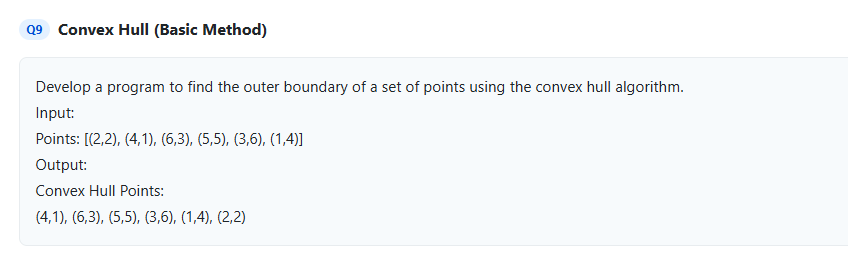 Q9 Convex Hull (Basic Method)
Develop a program to find the outer boundary of a set of points using the convex hull algorithm.
Input:
Points: [(2,2), (4,1), (6,3), (5,5), (3,6), (1,4)]
Output:
Convex Hull Points:
(4,1), (6,3), (5,5), (3,6), (1,4), (2,2)